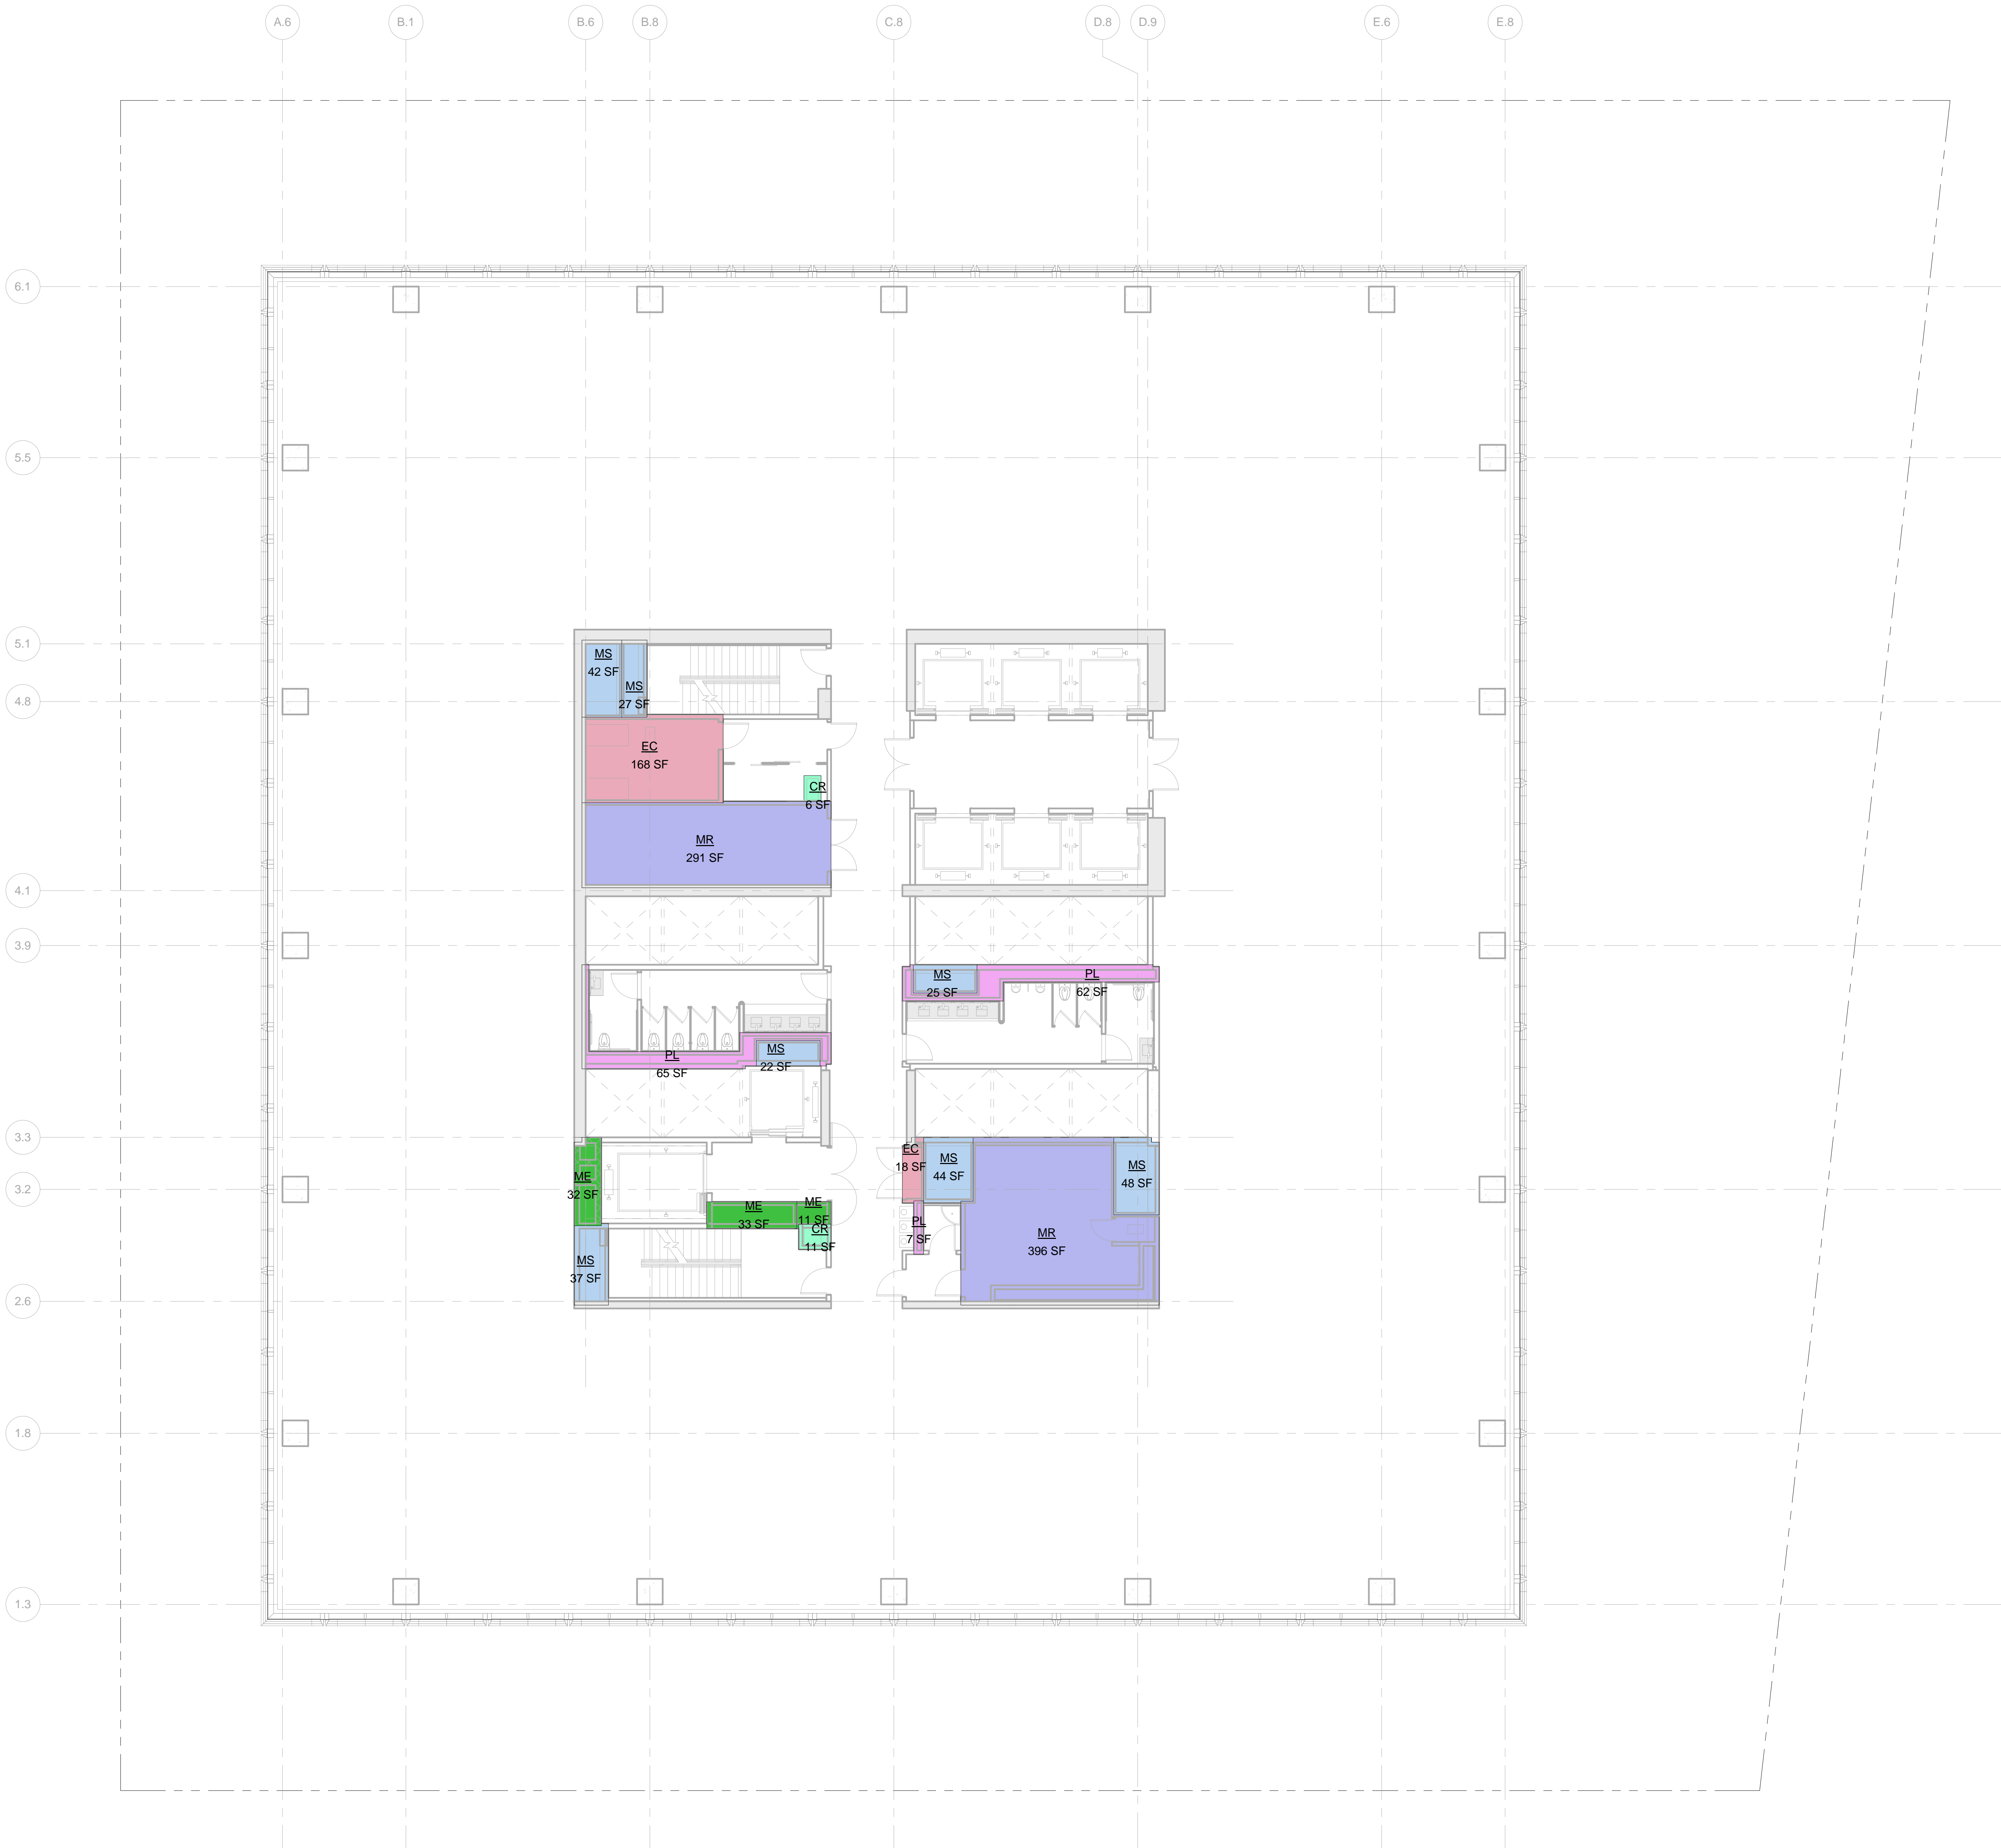 A.6
B.1
B.6
B.8
C.8
D.8
D.9
E.6
E.8
6.1
5.5
5.1
4.8
4.1
3.9
3.3
3.2
2.6
1.8
1.3
MS
42 SF
MS
27 SF
EC
168 SF
CR
6 SF
MR
291 SF
MS
25 SF
PL
62 SF
MS
22 SF
PL
65 SF
EC
18 SF
MS
44 SF
MS
48 SF
ME
32 SF
ME
33 SF
ME
11 SF
CR
11 SF
PL
7 SF
MR
396 SF
MS
37 SF